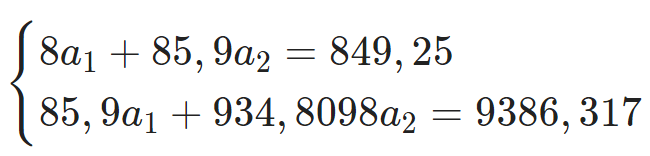 8a₁ + 85,9a₂ = 849,25
85,9a₁ + 934,8098a₂ = 9386,317